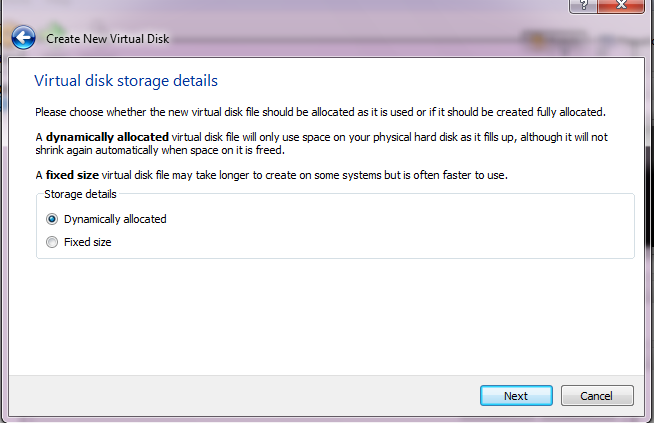 Create New Virtual Disk
Virtual disk storage details
Please choose whether the new virtual disk file should be allocated as it is used or if it should be created fully allocated.
A dynamically allocated virtual disk file will only use space on your physical hard disk as it fills up, although it will not
shrink again automatically when space on it is freed.
A fixed size virtual disk file may take longer to create on some systems but is often faster to use.
Storage details
Dynamically allocated
Fixed size
Next
Cancel